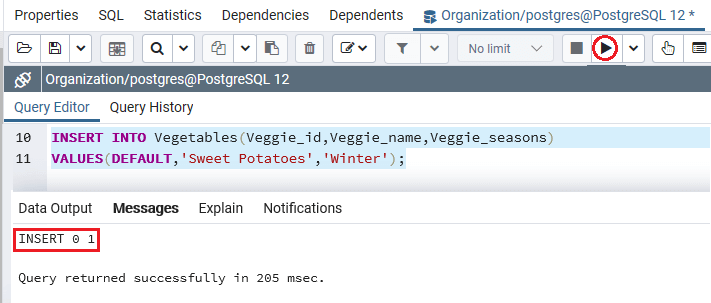 Properties SQL Statistics Dependencies Dependents Organization/postgres@PostgreSQL 12 *
No limit
Organization/postgres@PostgreSQL 12
Query Editor Query History
10 INSERT INTO Vegetables(Veggie_id,Veggie_name,Veggie_seasons)
11 VALUES(DEFAULT,'Sweet Potatoes','Winter');
Data Output Messages Explain Notifications
INSERT 0 1
Query returned successfully in 205 msec.